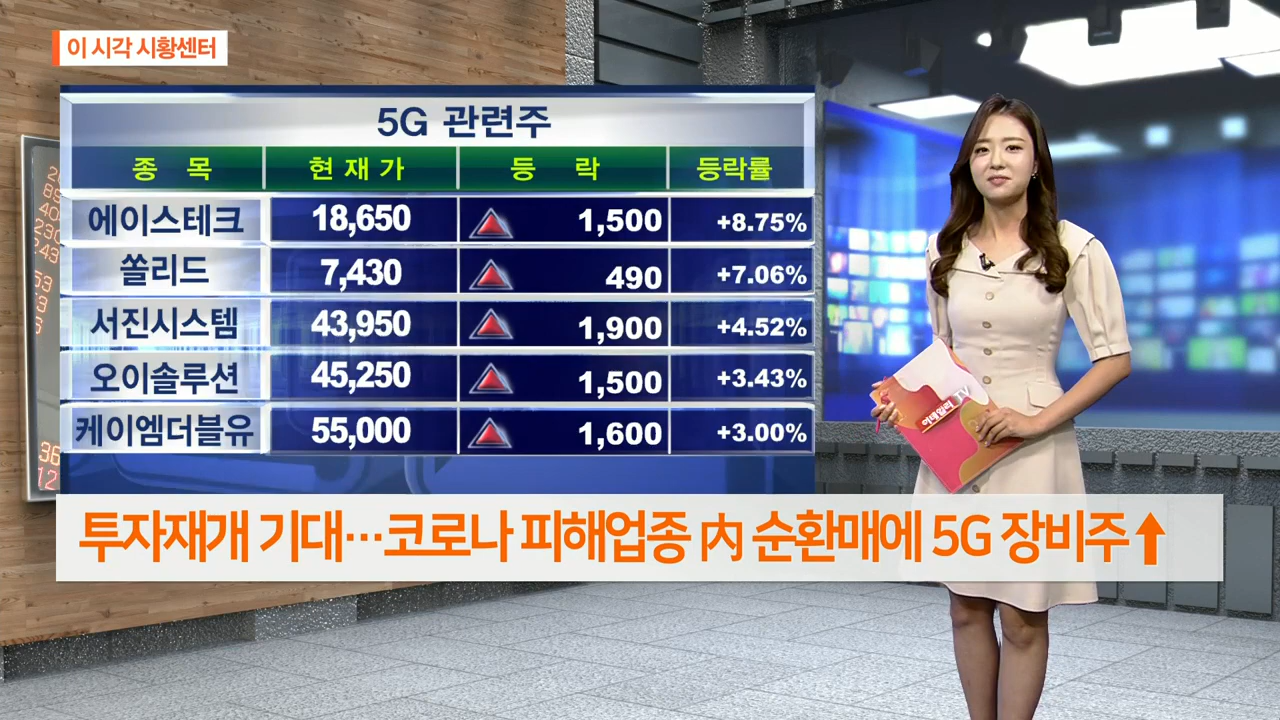 이 시각 시황센터
5G 관련주
종 목 현 재 가 등 락 등락률
에이스테크 18,650 ▲ 1,500 +8.75%
쏠리드 7,430 ▲ 490 +7.06%
서진시스템 43,950 ▲ 1,900 +4.52%
오이솔루션 45,250 ▲ 1,500 +3.43%
케이엠더블유 55,000 ▲ 1,600 +3.00%
이데일리 TV
투자재개 기대…코로나 피해업종 內 순환매에 5G 장비주↑